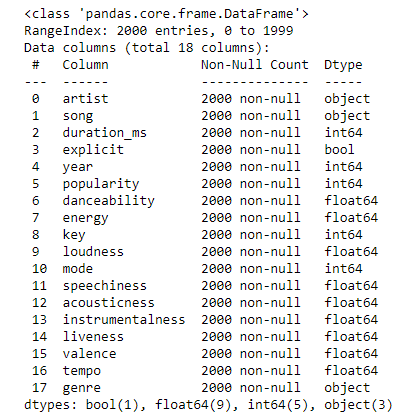 <class 'pandas.core.frame.DataFrame'>
RangeIndex: 2000 entries, 0 to 1999
Data columns (total 18 columns):
 #   Column            Non-Null Count  Dtype
---  ------            --------------  -----
 0   artist            2000 non-null   object
 1   song              2000 non-null   object
 2   duration_ms       2000 non-null   int64
 3   explicit          2000 non-null   bool
 4   year              2000 non-null   int64
 5   popularity        2000 non-null   int64
 6   danceability      2000 non-null   float64
 7   energy            2000 non-null   float64
 8   key               2000 non-null   int64
 9   loudness          2000 non-null   float64
 10  mode              2000 non-null   int64
 11  speechiness       2000 non-null   float64
 12  acousticness      2000 non-null   float64
 13  instrumentalness  2000 non-null   float64
 14  liveness          2000 non-null   float64
 15  valence           2000 non-null   float64
 16  tempo             2000 non-null   float64
 17  genre             2000 non-null   object
dtypes: bool(1), float64(9), int64(5), object(3)